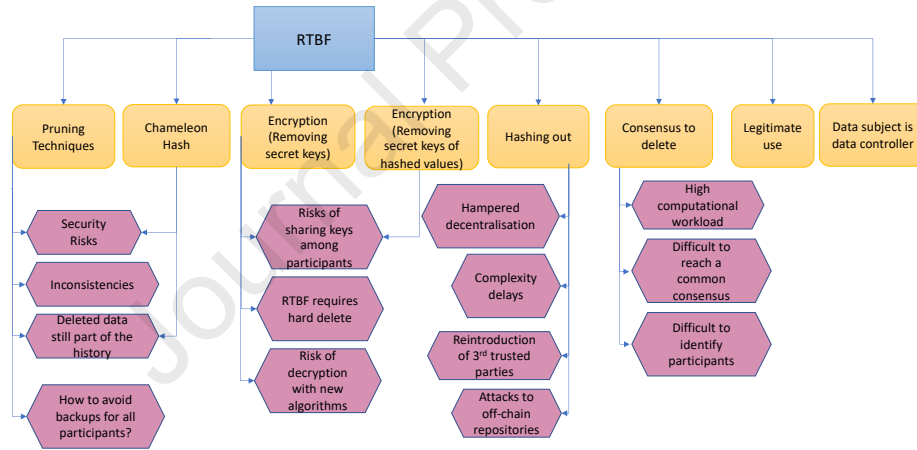 RTBF
Pruning
Techniques
Chameleon
Hash
Encryption
(Removing
secret keys)
Encryption
(Removing
secret keys of
hashed values)
Hashing out
Consensus to
delete
Legitimate
use
Data subject is
data controller
Security
Risks
Inconsistencies
Deleted data
still part of the
history
How to avoid
backups for all
participants?
Risks of
sharing keys
among
participants
RTBF requires
hard delete
Risk of
decryption
with new
algorithms
Hampered
decentralisation
Complexity
delays
Reintroduction
of 3rd trusted
parties
Attacks to
off-chain
repositories
High
computational
workload
Difficult to
reach a
common
consensus
Difficult to
identify
participants
Journal Pr